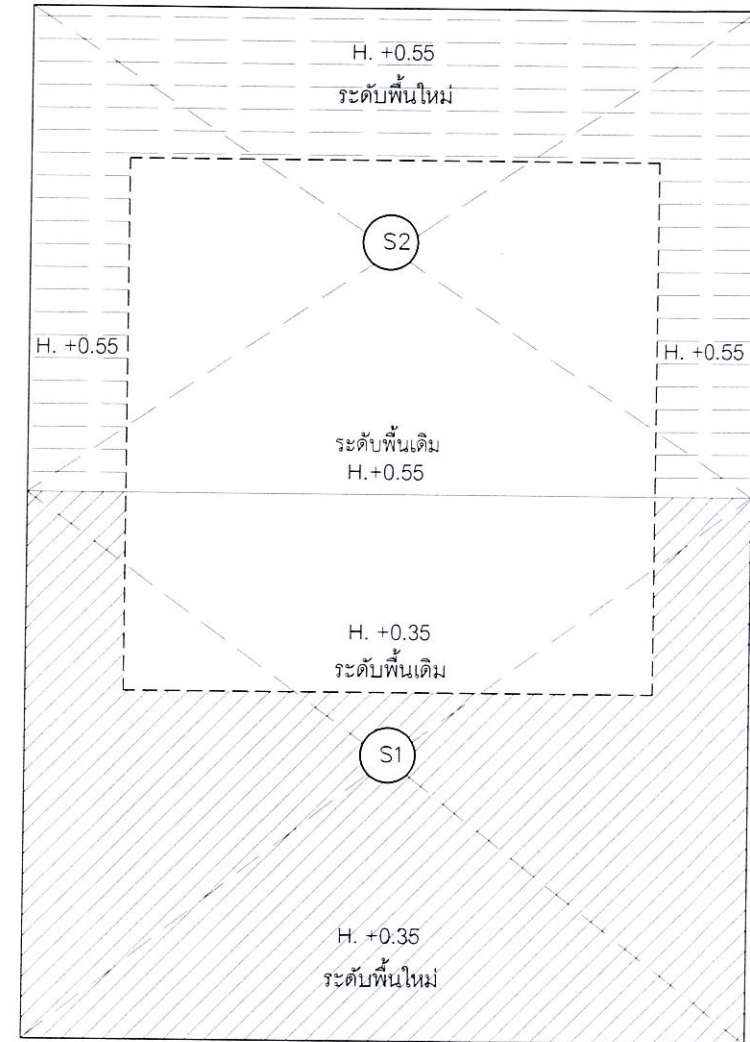 H. +0.55
ระดับพื้นใหม่
S2
H. +0.55
H. +0.55
ระดับพื้นเดิม
H.+0.55
H. +0.35
ระดับพื้นเดิม
S1
H. +0.35
ระดับพื้นใหม่